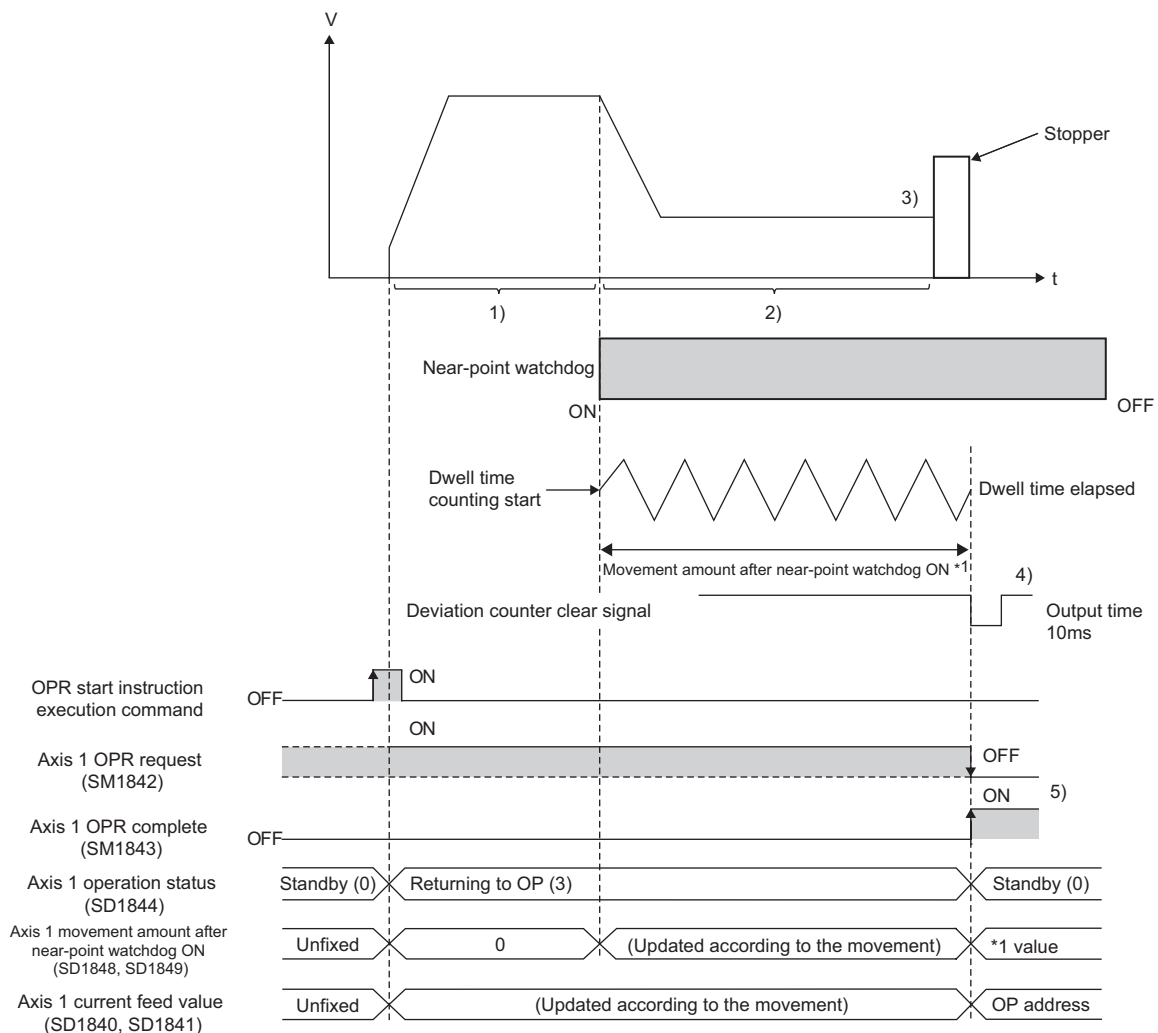 V
Stopper
3)
t
1)
2)
Near-point watchdog
ON
OFF
Dwell time
counting start
Dwell time elapsed
Movement amount after near-point watchdog ON *1
4)
Deviation counter clear signal
Output time
10ms
OPR start instruction
execution command
OFF
ON
Axis 1 OPR request
(SM1842)
ON
OFF
Axis 1 OPR complete
(SM1843)
OFF
ON
5)
Axis 1 operation status
(SD1844)
Standby (0)
Returning to OP (3)
Standby (0)
Axis 1 movement amount after
near-point watchdog ON
(SD1848, SD1849)
Unfixed
0
(Updated according to the movement)
*1 value
Axis 1 current feed value
(SD1840, SD1841)
Unfixed
(Updated according to the movement)
OP address